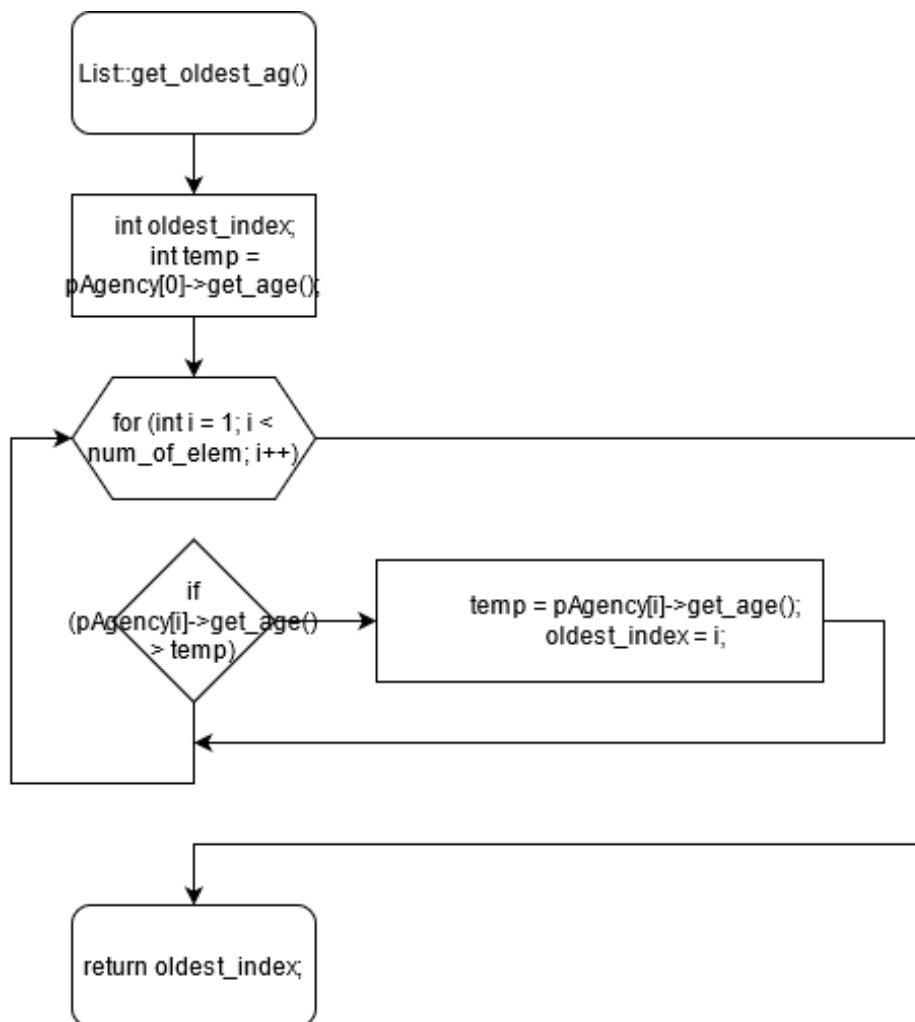 List::get_oldest_ag()
int oldest_index;
int temp =
pAgency[0]->get_age();
for (int i = 1; i <
num_of_elem; i++)
if
(pAgency[i]->get_age()
> temp)
temp = pAgency[i]->get_age();
oldest_index = i;
return oldest_index;